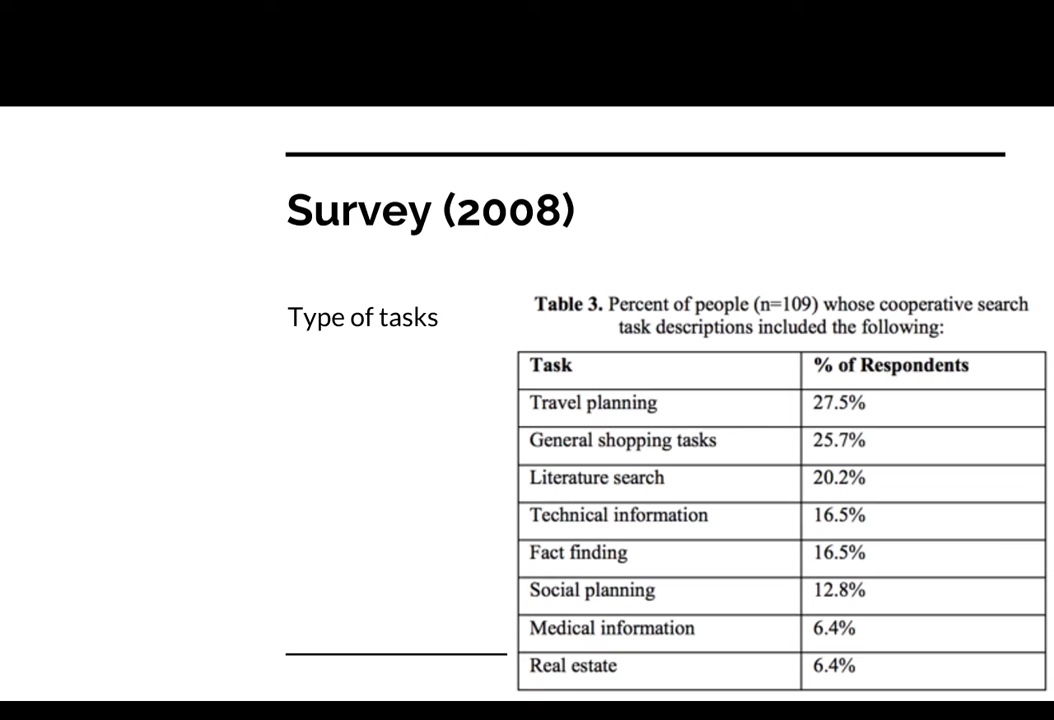 Survey (2008)
Type of tasks
Table 3. Percent of people (n=109) whose cooperative search
task descriptions included the following:
Task % of Respondents
Travel planning 27.5%
General shopping tasks 25.7%
Literature search 20.2%
Technical information 16.5%
Fact finding 16.5%
Social planning 12.8%
Medical information 6.4%
Real estate 6.4%